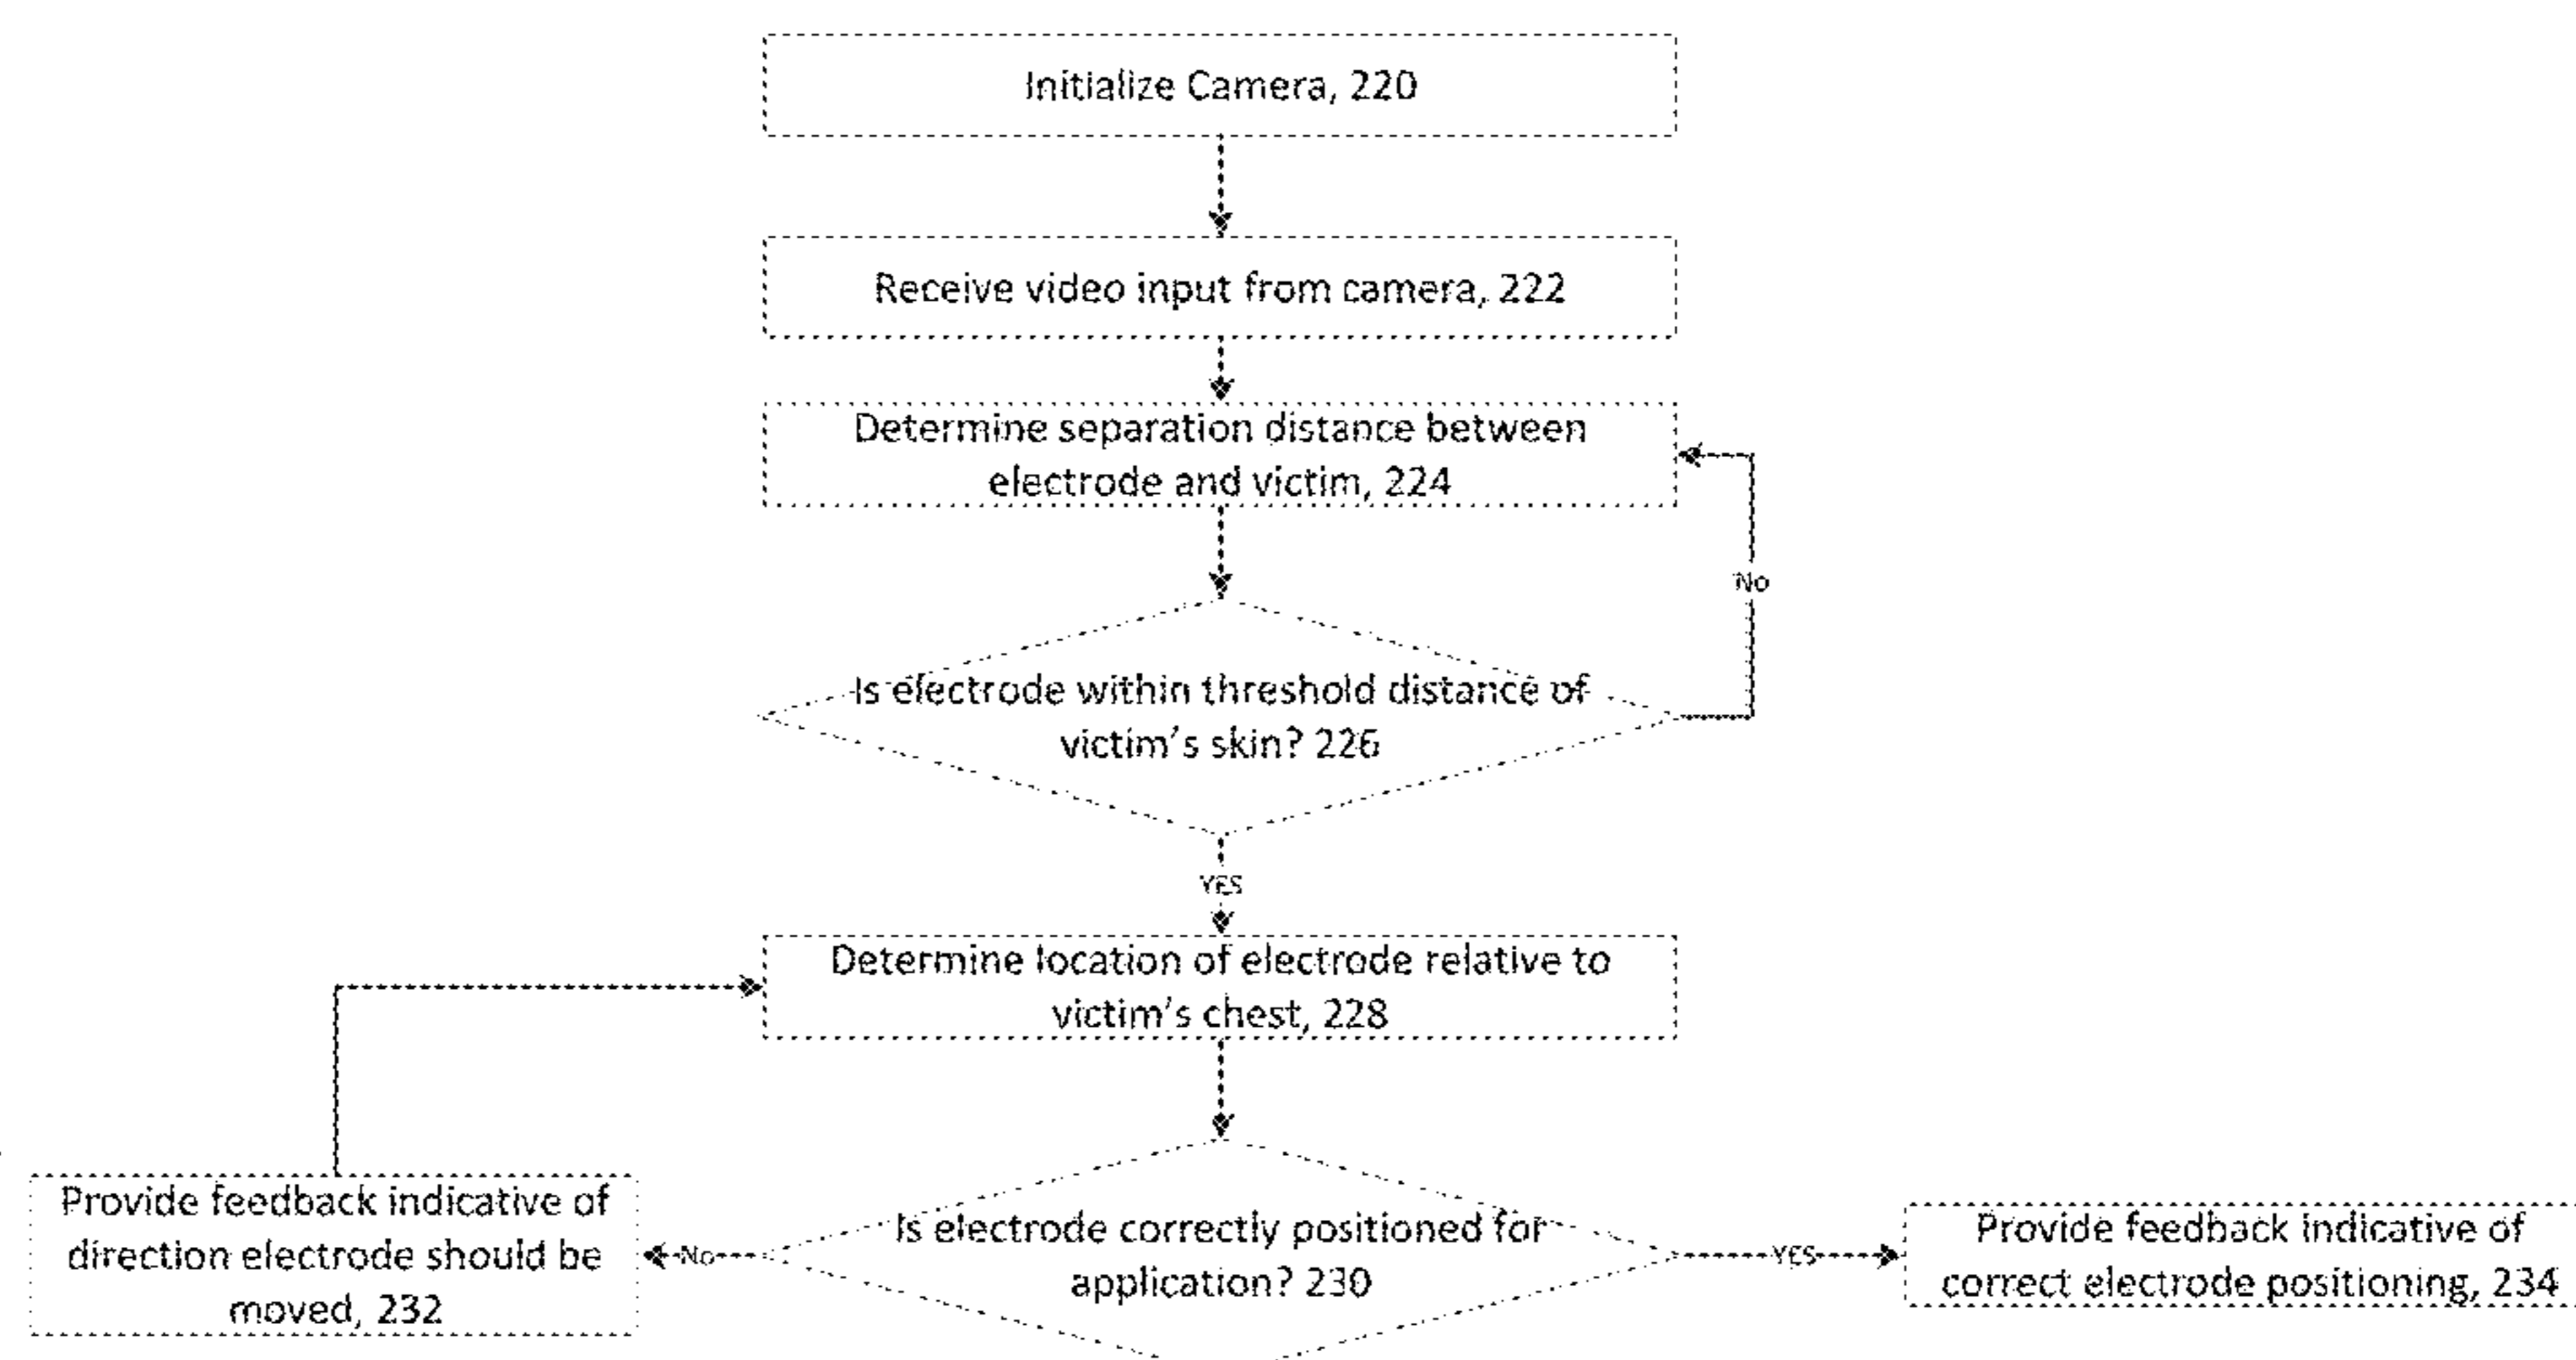 Initialize Camera, 220
Receive video input from camera, 222
Determine separation distance between
electrode and victim, 224
No
Is electrode within threshold distance of
victim's skin? 226
YES
Determine location of electrode relative to
victim's chest, 228
Provide feedback indicative of
direction electrode should be
moved, 232
No
Is electrode correctly positioned for
application? 230
YES
Provide feedback indicative of
correct electrode positioning, 234